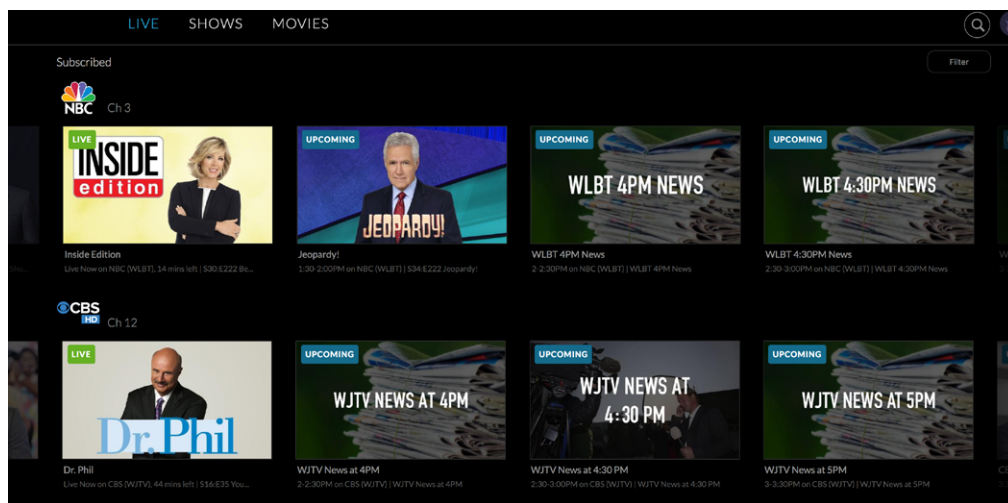 LIVE SHOWS MOVIES
Subscribed
Filter
NBC Ch 3
LIVE
INSIDE
edition
UPCOMING
JEOPARDY!
UPCOMING
WLBT 4PM NEWS
UPCOMING
WLBT 4:30PM NEWS
Inside Edition
Live Now on NBC (WLBT), 14 mins left | S30:E222 Be...
Jeopardy!
1:30-2:00PM on NBC (WLBT) | S34:E222 Jeopardy!
WLBT 4PM News
2-2:30PM on NBC (WLBT) | WLBT 4PM News
WLBT 4:30PM News
2:30-3:00PM on NBC (WLBT) | WLBT 4:30PM News
CBS
HD
Ch 12
LIVE
Dr. Phil
UPCOMING
WJTV NEWS AT 4PM
UPCOMING
WJTV NEWS AT
4:30 PM
UPCOMING
WJTV NEWS AT 5PM
Dr. Phil
Live Now on CBS (WJTV), 44 mins left | S16:E35 You...
WJTV News at 4PM
2-2:30PM on CBS (WJTV) | WJTV News at 4PM
WJTV News at 4:30 PM
2:30-3:00PM on CBS (WJTV) | WJTV News at 4:30 PM
WJTV News at 5PM
3-3:30PM on CBS (WJTV) | WJTV News at 5PM